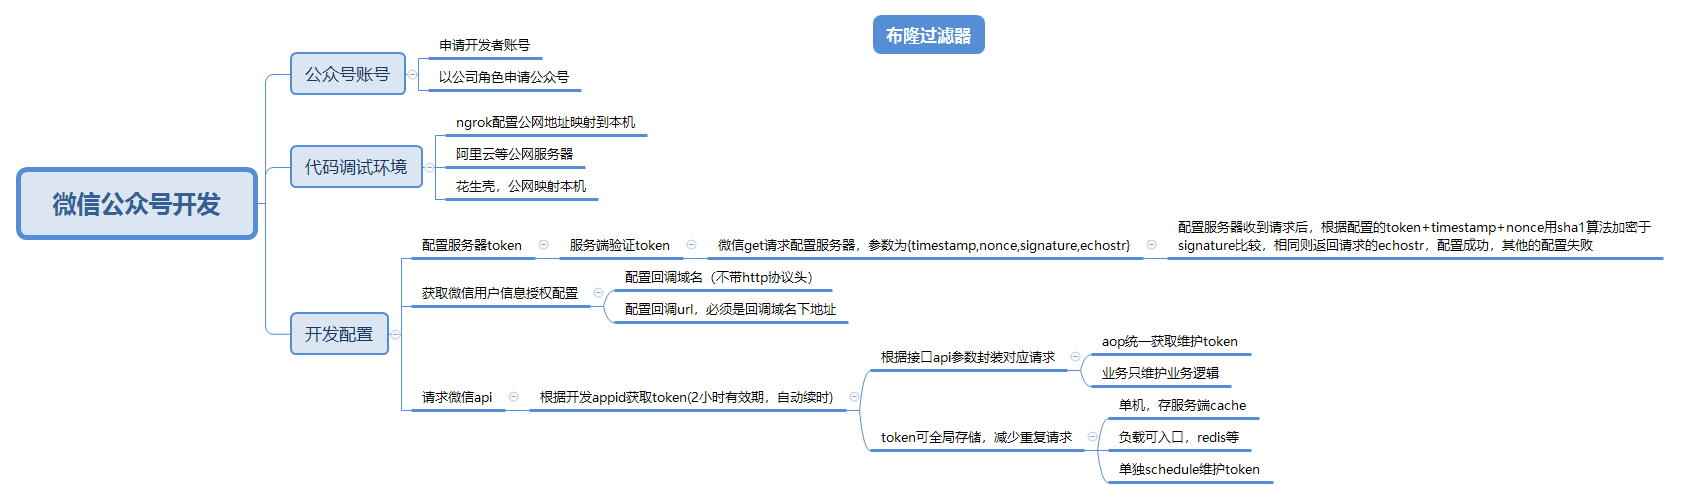 布隆过滤器
微信公众号开发
公众号账号
申请开发者账号
以公司角色申请公众号
代码调试环境
ngrok配置公网地址映射到本机
阿里云等公网服务器
花生壳，公网映射本机
开发配置
配置服务器token
服务端验证token
微信get请求配置服务器，参数为{timestamp,nonce,signature,echostr}
配置服务器收到请求后，根据配置的token+timestamp+nonce用sha1算法加密于
signature比较，相同则返回请求的echostr，配置成功，其他的配置失败
获取微信用户信息授权配置
配置回调域名（不带http协议头）
配置回调url，必须是回调域名下地址
请求微信api
根据开发appid获取token(2小时有效期，自动续时)
根据接口api参数封装对应请求
aop统一获取维护token
业务只维护业务逻辑
token可全局存储，减少重复请求
单机，存服务端cache
负载可入口，redis等
单独schedule维护token